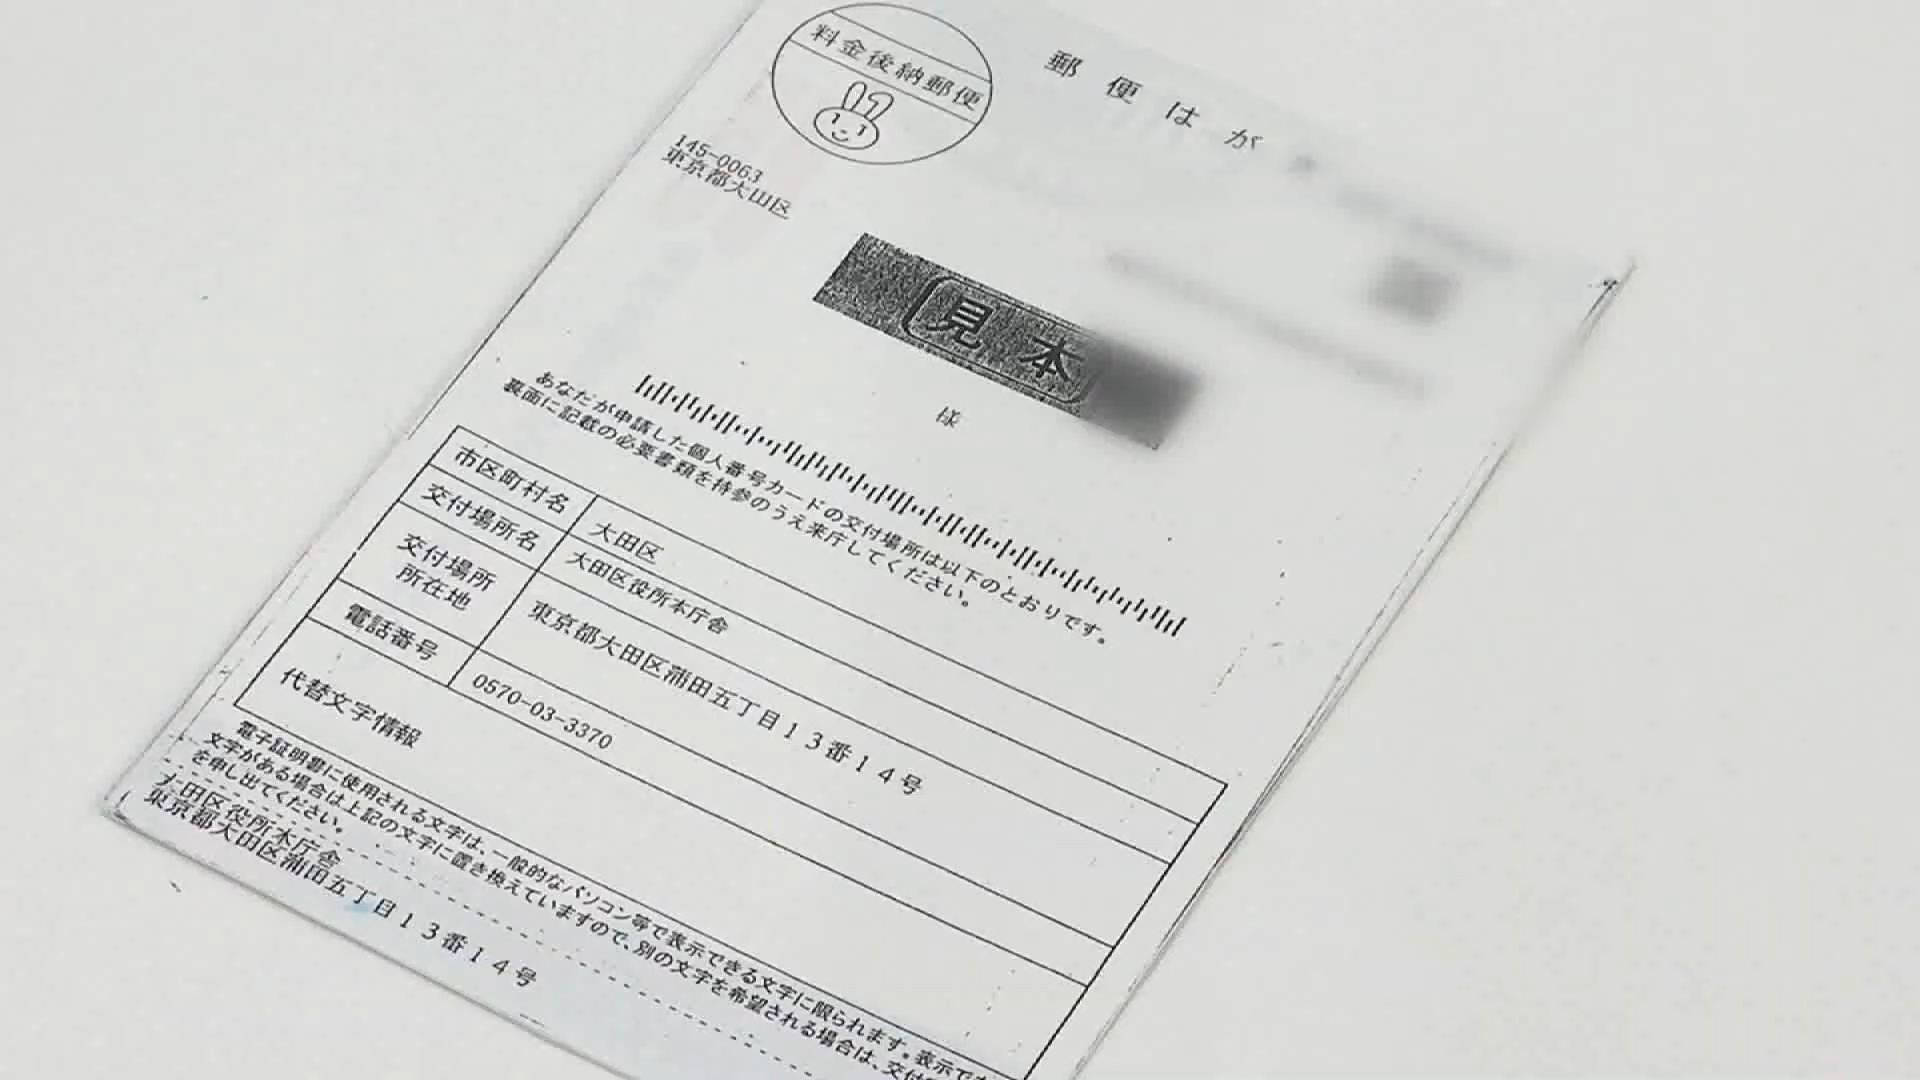 料金後納郵便
郵便はが
145-0063
東京都大田区
見本
様
あなたが申請した個人番号カードの交付場所は以下のとおりです。
裏面に記載の必要書類を持参のうえ来庁してください。
市区町村名 大田区
交付場所名 大田区役所本庁舎
交付場所所在地 東京都大田区蒲田五丁目13番14号
電話番号 0570-03-3370
代替文字情報
電子証明書に使用される文字は、一般的なパソコン等で表示できる文字に限られます。表示でき
文字がある場合は上記の文字に置き換えていますので、別の文字を希望される場合は、交付
を申し出てください。
大田区役所本庁舎
東京都大田区蒲田五丁目13番14号